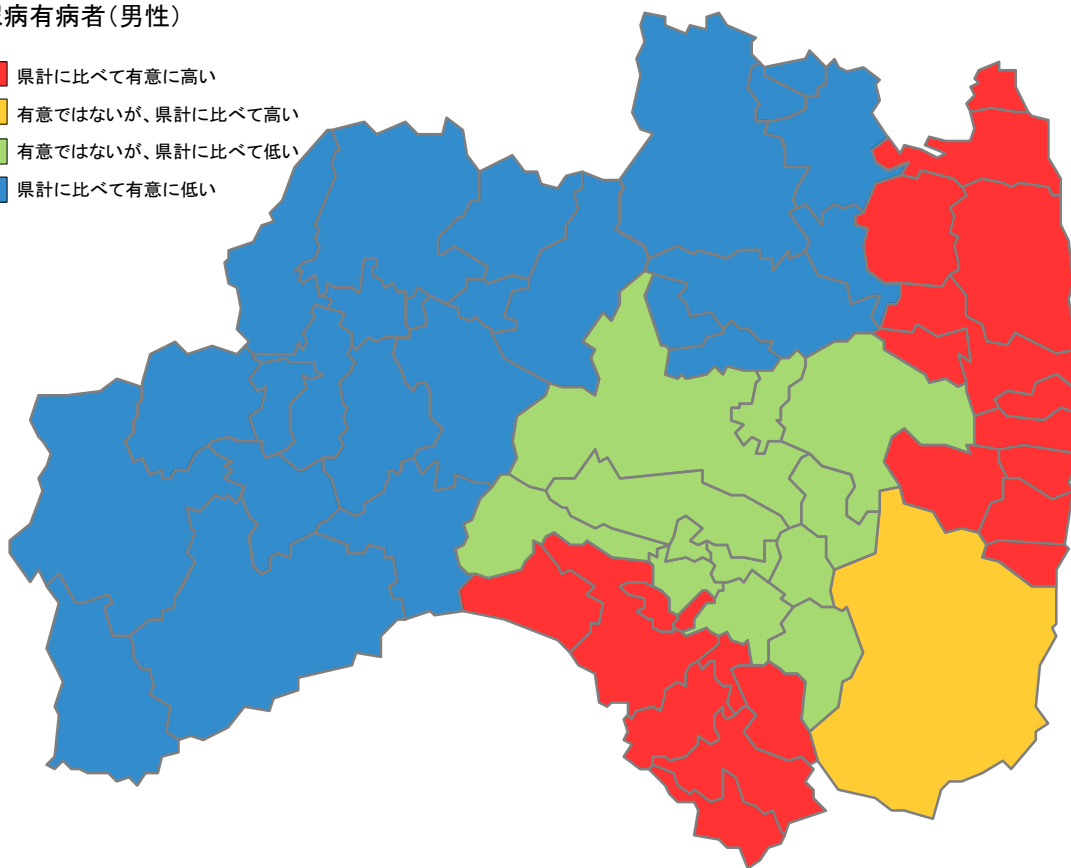 病有病者(男性)
県計に比べて有意に高い
有意ではないが、県計に比べて高い
有意ではないが、県計に比べて低い
県計に比べて有意に低い